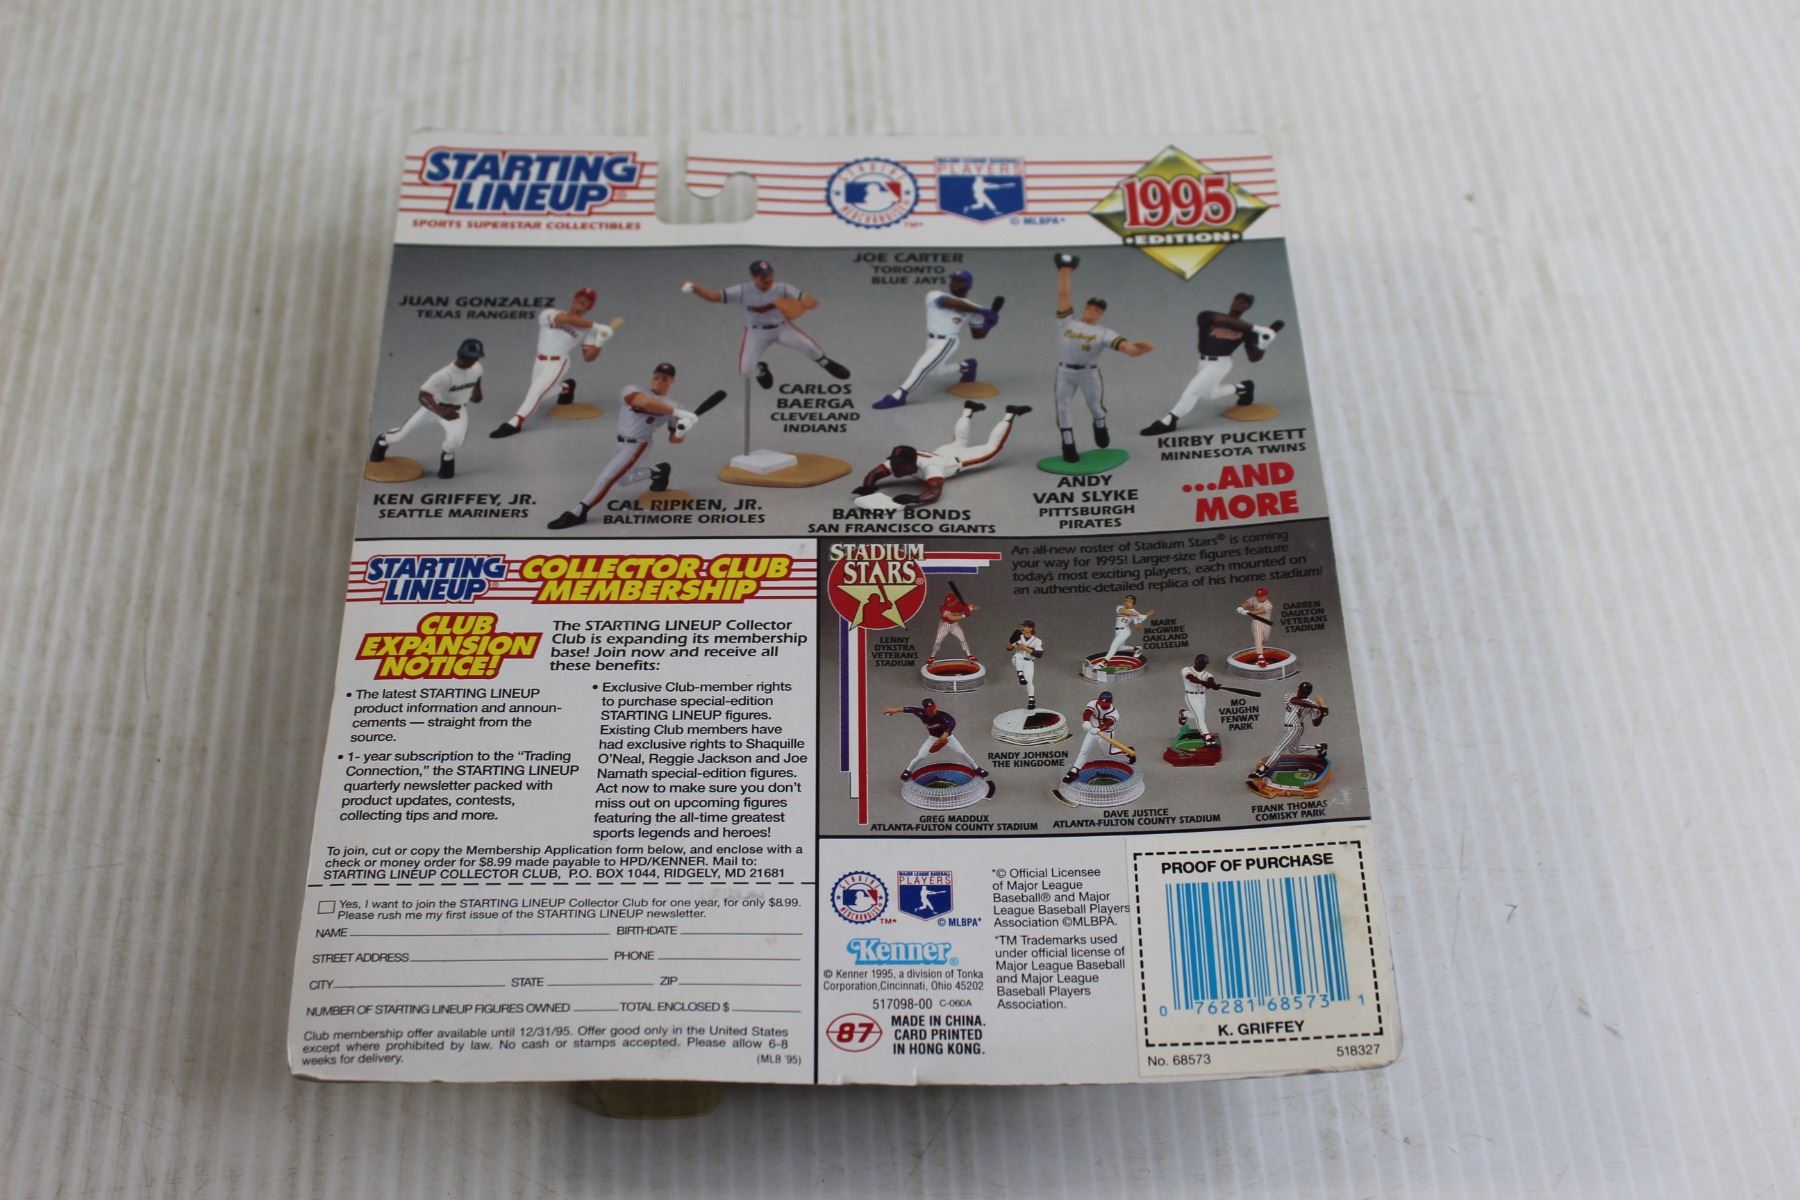 STARTING
LINEUP®
SPORTS SUPERSTAR COLLECTIBLES
GENUINE
MERCHANDISE
TM*
MAJOR LEAGUE BASEBALL
PLAYERS
© MLBPA*
1995
•EDITION•
JUAN GONZALEZ
TEXAS RANGERS
JOE CARTER
TORONTO
BLUE JAYS
CARLOS
BAERGA
CLEVELAND
INDIANS
KEN GRIFFEY, JR.
SEATTLE MARINERS
CAL RIPKEN, JR.
BALTIMORE ORIOLES
BARRY BONDS
SAN FRANCISCO GIANTS
ANDY
VAN SLYKE
PITTSBURGH
PIRATES
KIRBY PUCKETT
MINNESOTA TWINS
...AND
MORE
STARTING
LINEUP®
COLLECTOR CLUB
MEMBERSHIP
CLUB
EXPANSION
NOTICE!
The STARTING LINEUP Collector
Club is expanding its membership
base! Join now and receive all
these benefits:
• The latest STARTING LINEUP
product information and announ-
cements — straight from the
source.
• 1- year subscription to the "Trading
Connection," the STARTING LINEUP
quarterly newsletter packed with
product updates, contests,
collecting tips and more.
• Exclusive Club-member rights
to purchase special-edition
STARTING LINEUP figures.
Existing Club members have
had exclusive rights to Shaquille
O'Neal, Reggie Jackson and Joe
Namath special-edition figures.
Act now to make sure you don't
miss out on upcoming figures
featuring the all-time greatest
sports legends and heroes!
To join, cut or copy the Membership Application form below, and enclose with a
check or money order for $8.99 made payable to HPD/KENNER. Mail to:
STARTING LINEUP COLLECTOR CLUB, P.O. BOX 1044, RIDGELY, MD 21681
Yes, I want to join the STARTING LINEUP Collector Club for one year, for only $8.99.
Please rush me my first issue of the STARTING LINEUP newsletter.
NAME BIRTHDATE
STREET ADDRESS PHONE
CITY STATE ZIP
NUMBER OF STARTING LINEUP FIGURES OWNED TOTAL ENCLOSED $
Club membership offer available until 12/31/95. Offer good only in the United States
except where prohibited by law. No cash or stamps accepted. Please allow 6-8
weeks for delivery.
(MLB '95)
STADIUM
STARS®
An all-new roster of Stadium Stars® is coming
your way for 1995! Larger-size figures feature
today's most exciting players, each mounted on
an authentic-detailed replica of his home stadium!
LENNY
DYKSTRA
VETERANS
STADIUM
MARK
McGWIRE
OAKLAND
COLISEUM
DARREN
DAULTON
VETERANS
STADIUM
RANDY JOHNSON
THE KINGDOME
MO
VAUGHN
FENWAY
PARK
GREG MADDUX
ATLANTA-FULTON COUNTY STADIUM
DAVE JUSTICE
ATLANTA-FULTON COUNTY STADIUM
FRANK THOMAS
COMISKY PARK
GENUINE
MERCHANDISE
TM*
MAJOR LEAGUE BASEBALL
PLAYERS
© MLBPA*
Kenner®
© Kenner 1995, a division of Tonka
Corporation, Cincinnati, Ohio 45202
517098-00 C-060A
87
MADE IN CHINA.
CARD PRINTED
IN HONG KONG.
*© Official Licensee
of Major League
Baseball® and Major
League Baseball Players
Association ©MLBPA.
*TM Trademarks used
under official license of
Major League Baseball
and Major League
Baseball Players
Association.
PROOF OF PURCHASE
0 76281 68573 1
K. GRIFFEY
No. 68573
518327